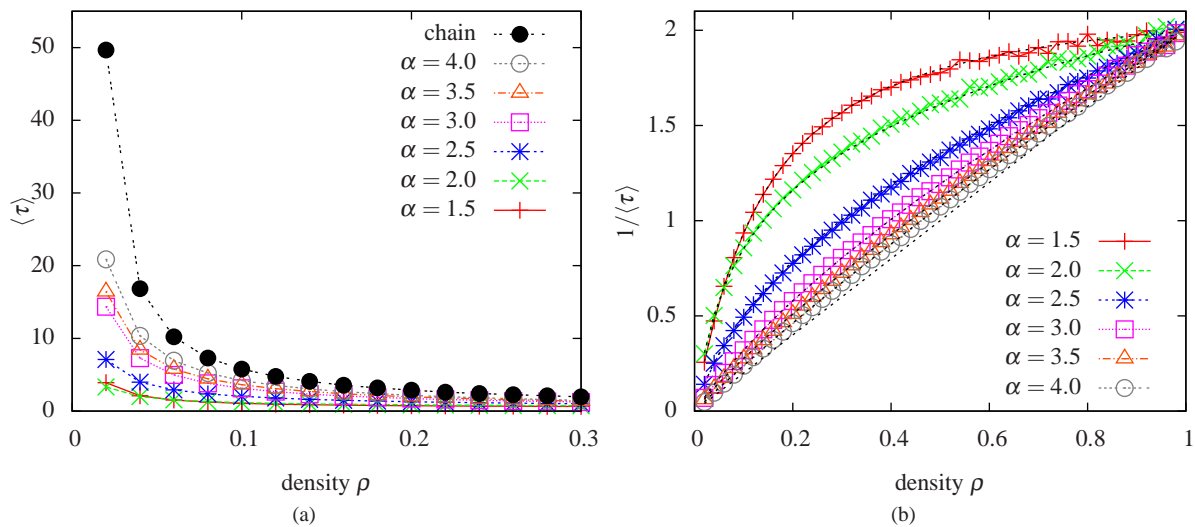 50
40
30
20
10
0
⟨τ⟩
chain
α = 4.0
α = 3.5
α = 3.0
α = 2.5
α = 2.0
α = 1.5
0 0.1 0.2 0.3
density ρ
(a)
2
1.5
1
0.5
0
1/⟨τ⟩
α = 1.5
α = 2.0
α = 2.5
α = 3.0
α = 3.5
α = 4.0
0 0.2 0.4 0.6 0.8 1
density ρ
(b)